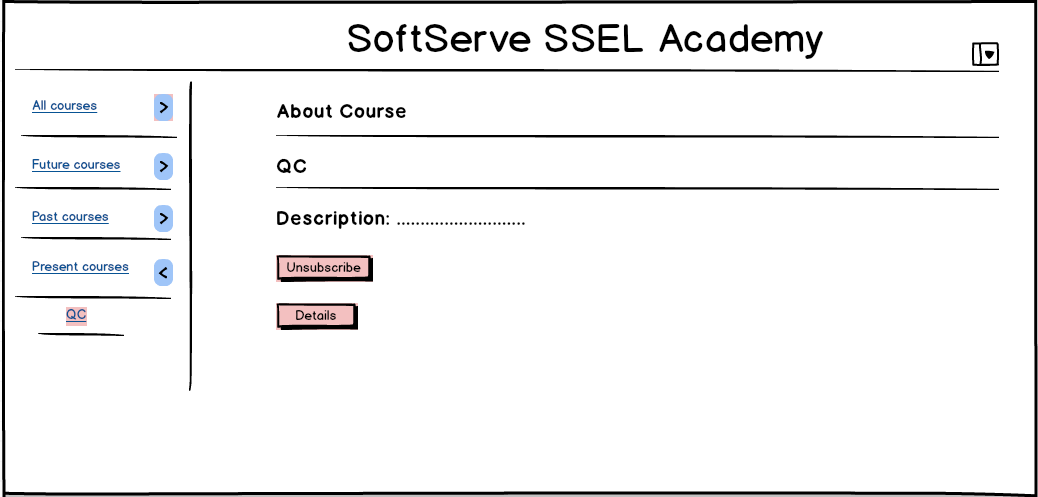 SoftServe SSEL Academy
All courses
Future courses
Past courses
Present courses
QC
About Course
QC
Description: ...........................
Unsubscribe
Details